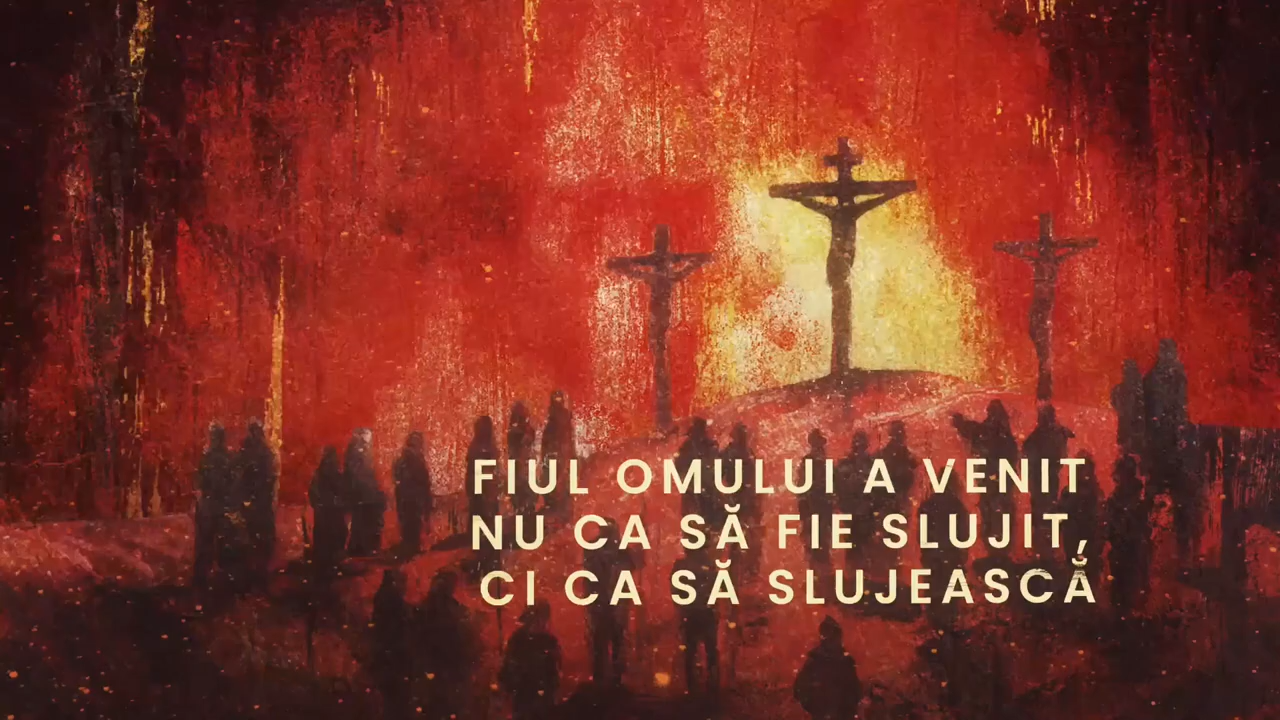 FIUL OMULUI A VENIT
NU CA SĂ FIE SLUJIT,
CI CA SĂ SLUJEASCĂ